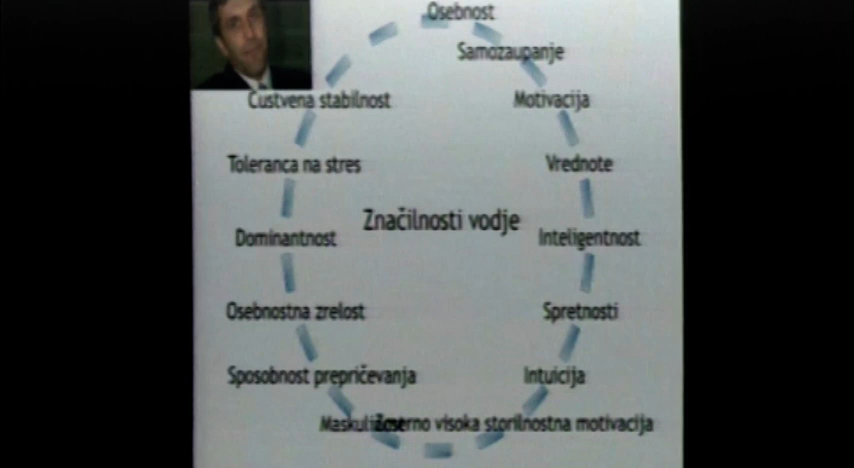 Osebnost
Samozaupanje
Čustvena stabilnost
Motivacija
Toleranca na stres
Vrednote
Značilnosti vodje
Dominantnost
Inteligentnost
Osebnostna zrelost
Spretnosti
Sposobnost prepričevanja
Intuicija
visoka storilnostna motivacija